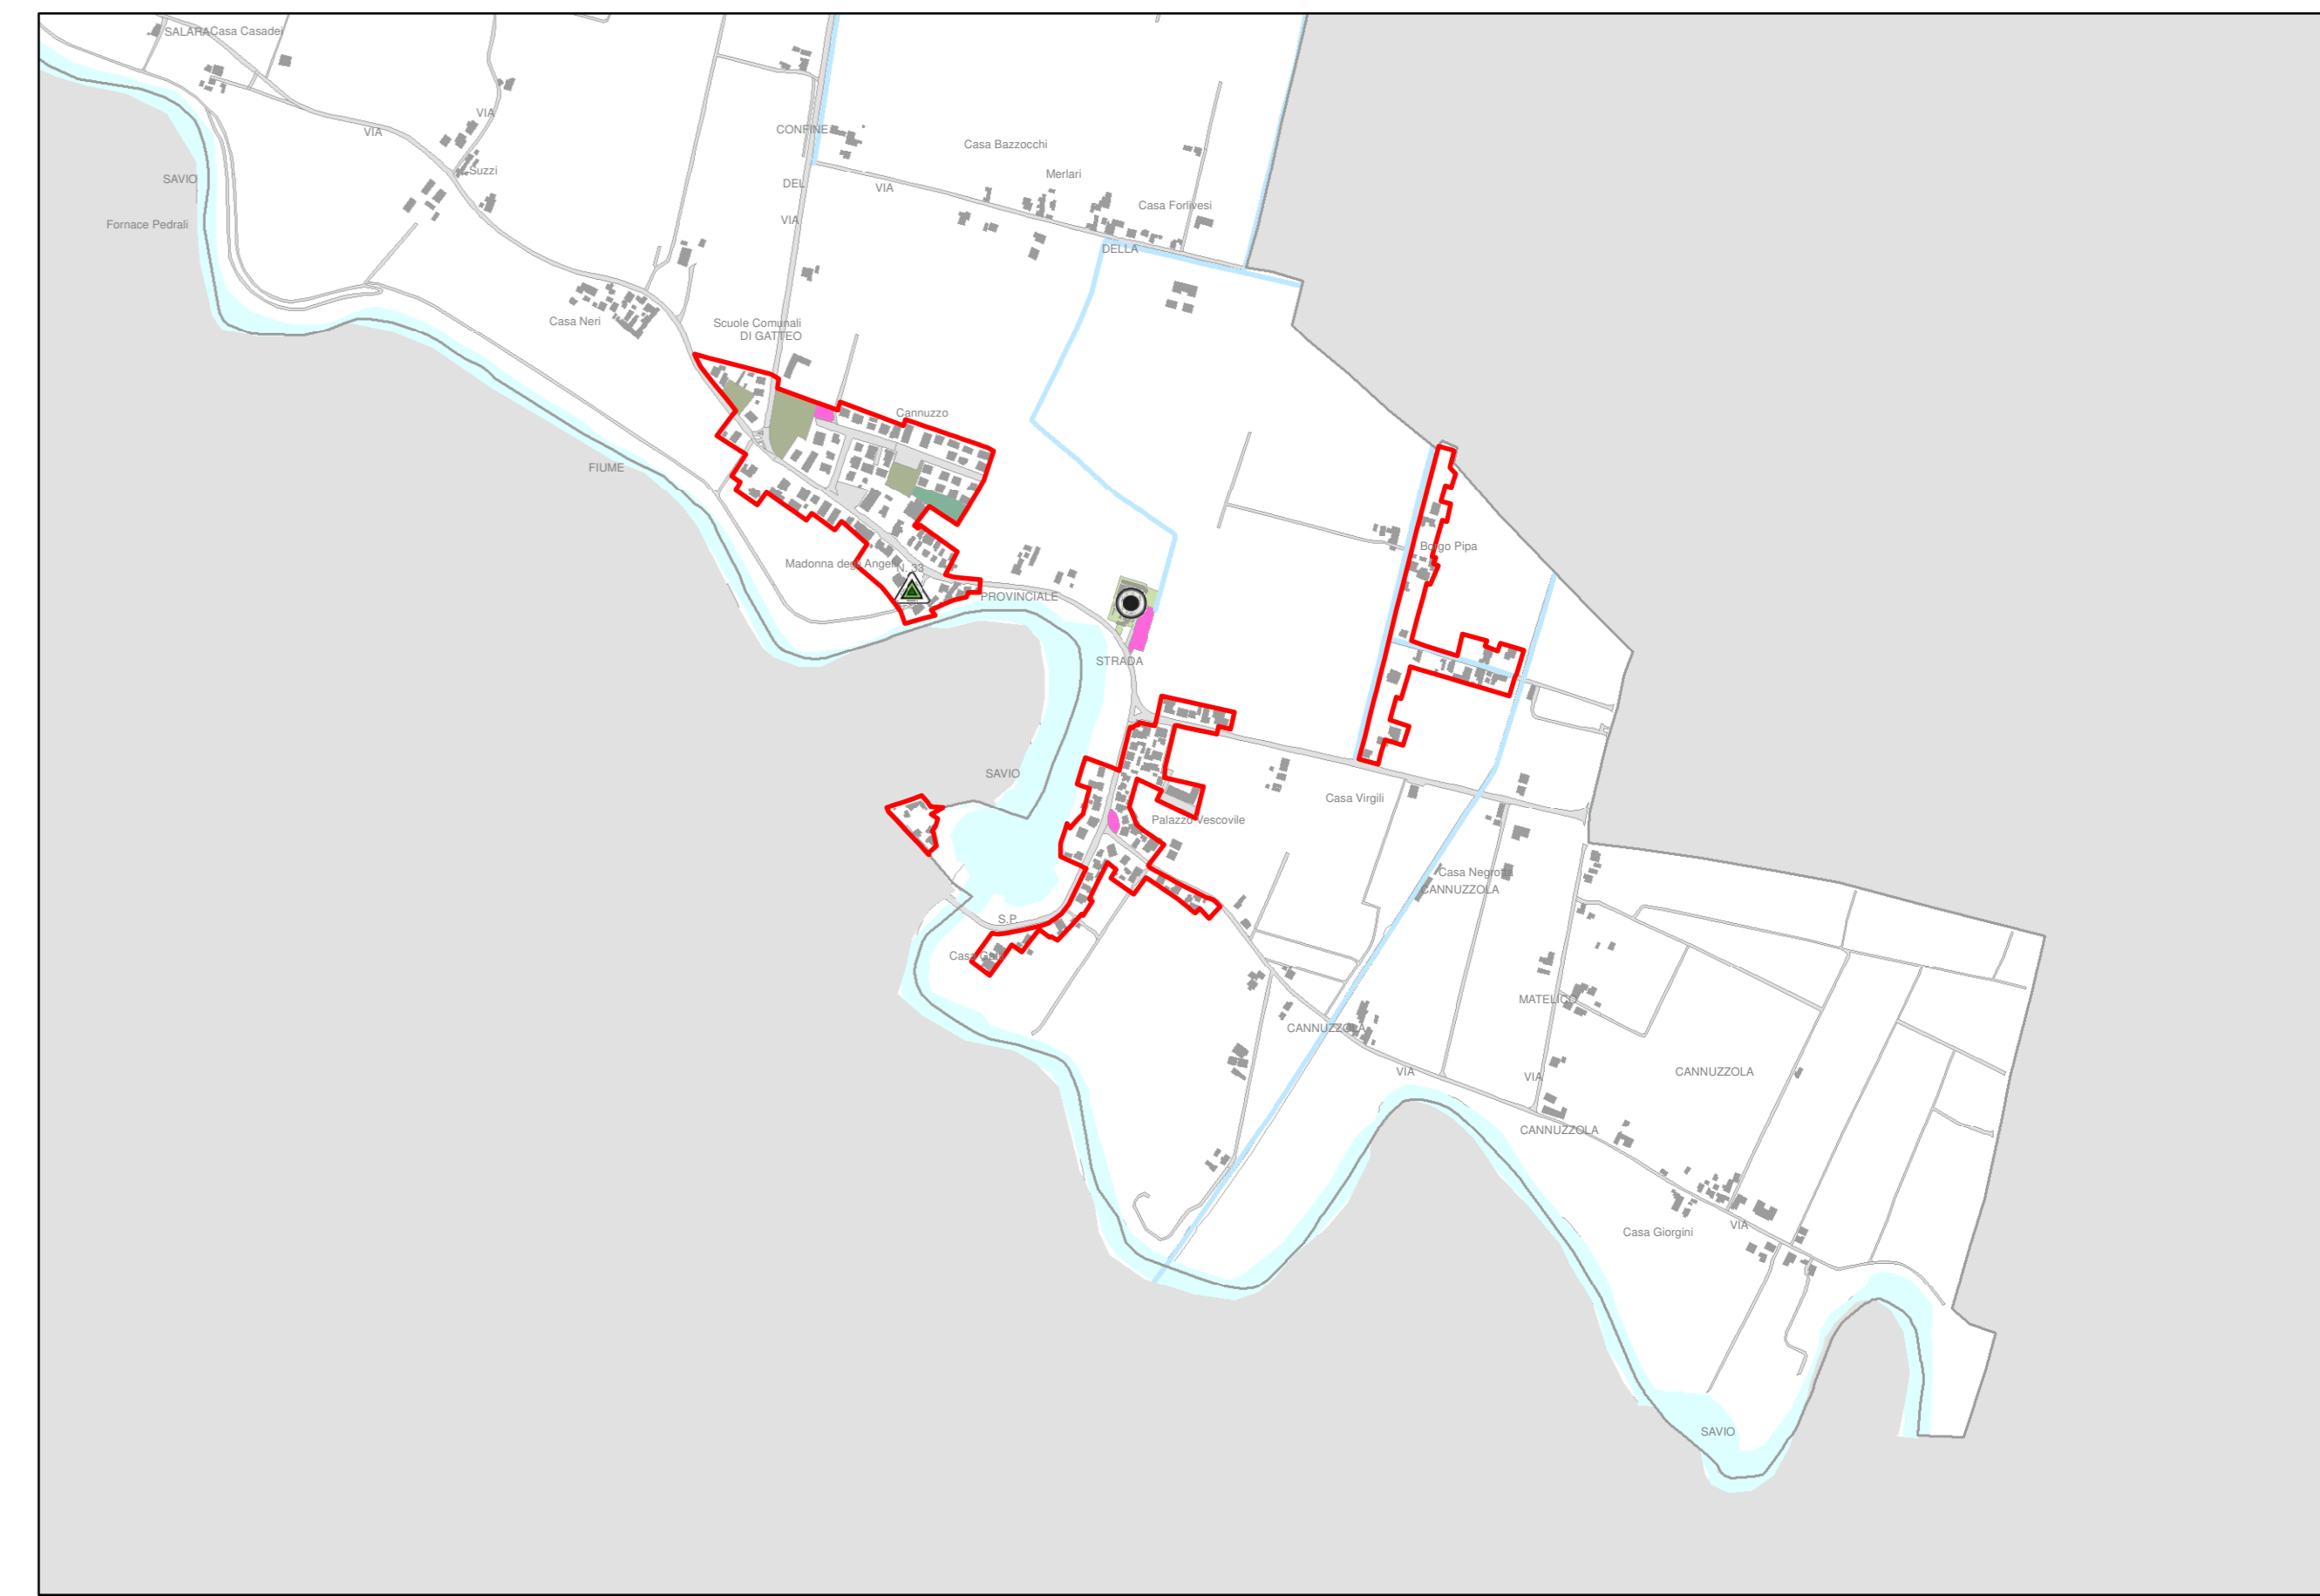 SALARA
Casa Casadei
VIA
VIA
CONFINE
Casa Bazzocchi
SAVIO
Suzzi
DEL
VIA
Merlari
Casa Forlivesi
Fornace Pedrali
VIA
DELLA
Casa Neri
Scuole Comunali
DI GATTEO
Cannuzzo
FIUME
Borgo Pipa
Madonna degli Angeli
N. 33
PROVINCIALE
STRADA
SAVIO
Casa Virgili
Palazzo Vescovile
Casa Negrotta
CANNUZZOLA
S.P.
MATELICO
CANNUZZOLA
VIA
VIA
CANNUZZOLA
CANNUZZOLA
VIA
Casa Giorgini
SAVIO